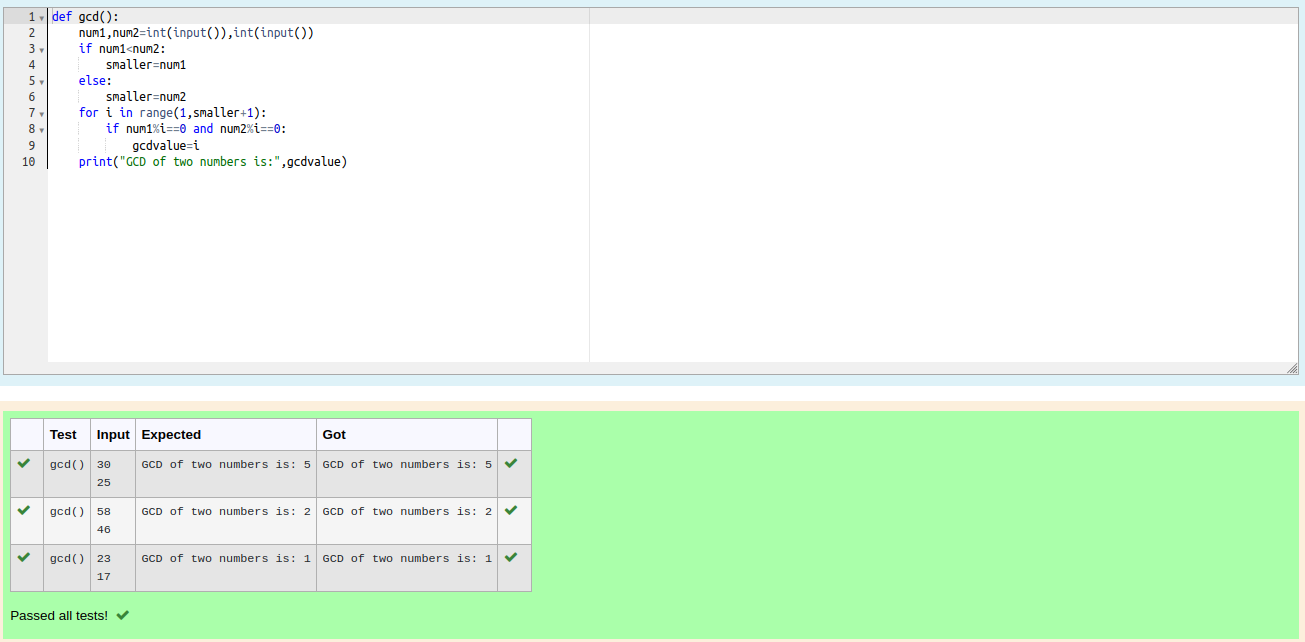 1 def gcd():
2     num1,num2=int(input()),int(input())
3     if num1<num2:
4         smaller=num1
5     else:
6         smaller=num2
7     for i in range(1,smaller+1):
8         if num1%i==0 and num2%i==0:
9             gcdvalue=i
10     print("GCD of two numbers is:",gcdvalue)
Test Input Expected Got
gcd() 30 GCD of two numbers is: 5 GCD of two numbers is: 5
25
gcd() 58 GCD of two numbers is: 2 GCD of two numbers is: 2
46
gcd() 23 GCD of two numbers is: 1 GCD of two numbers is: 1
17
Passed all tests!